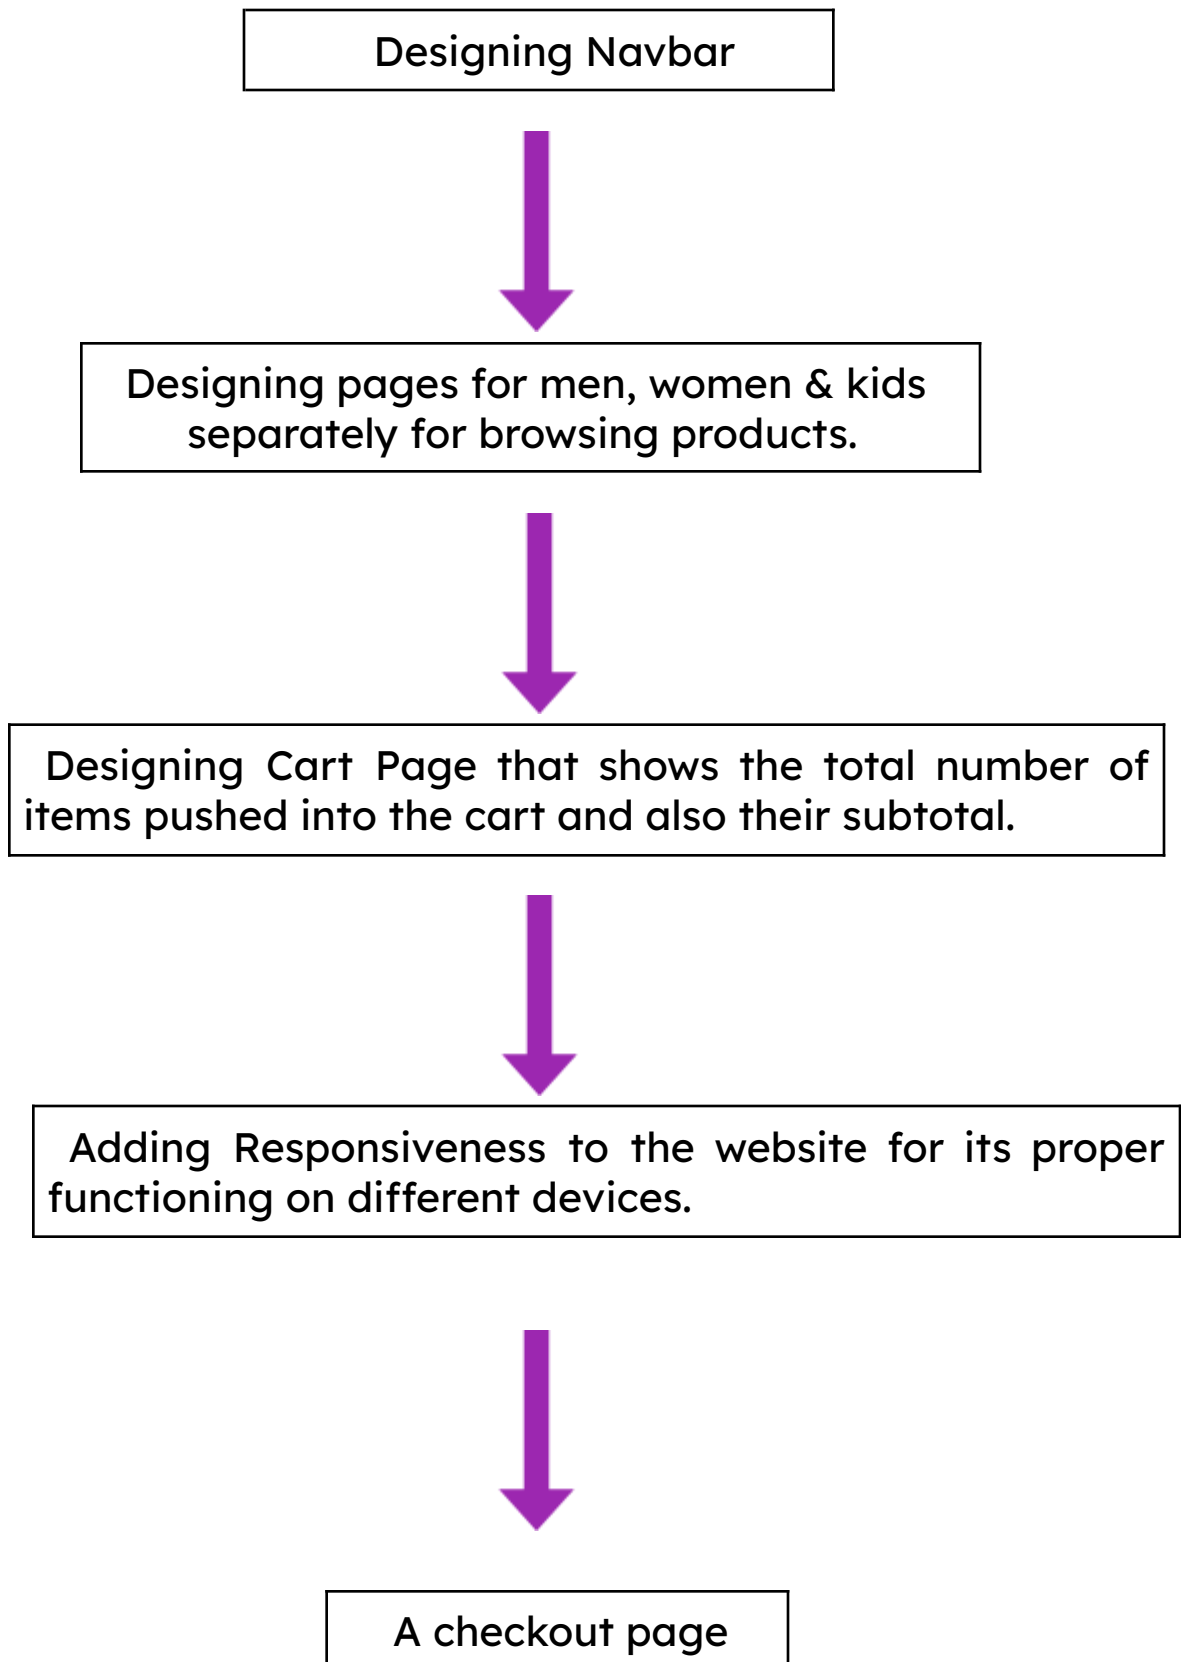 Designing Navbar
Designing pages for men, women & kids
separately for browsing products.
Designing Cart Page that shows the total number of
items pushed into the cart and also their subtotal.
Adding Responsiveness to the website for its proper
functioning on different devices.
A checkout page